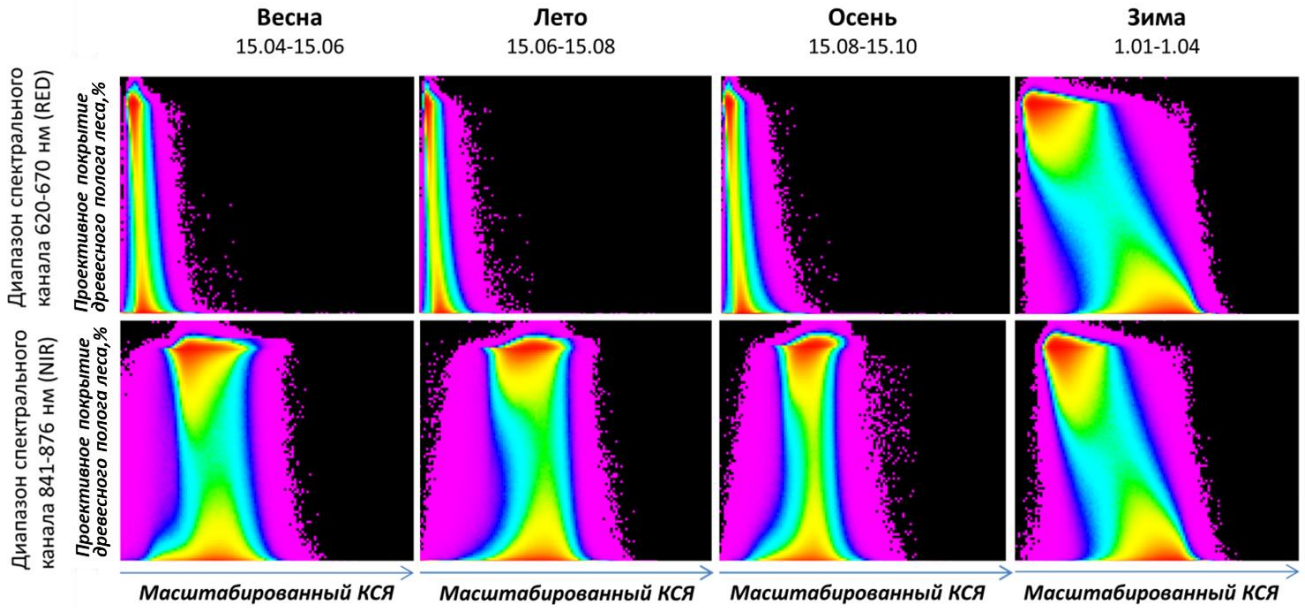 Весна
15.04-15.06
Лето
15.06-15.08
Осень
15.08-15.10
Зима
1.01-1.04
Диапазон спектрального
канала 620-670 нм (RED)
Проективное покрытие
древесного полога леса,%
Диапазон спектрального
канала 841-876 нм (NIR)
Проективное покрытие
древесного полога леса,%
Масштабированный КСЯ
Масштабированный КСЯ
Масштабированный КСЯ
Масштабированный КСЯ